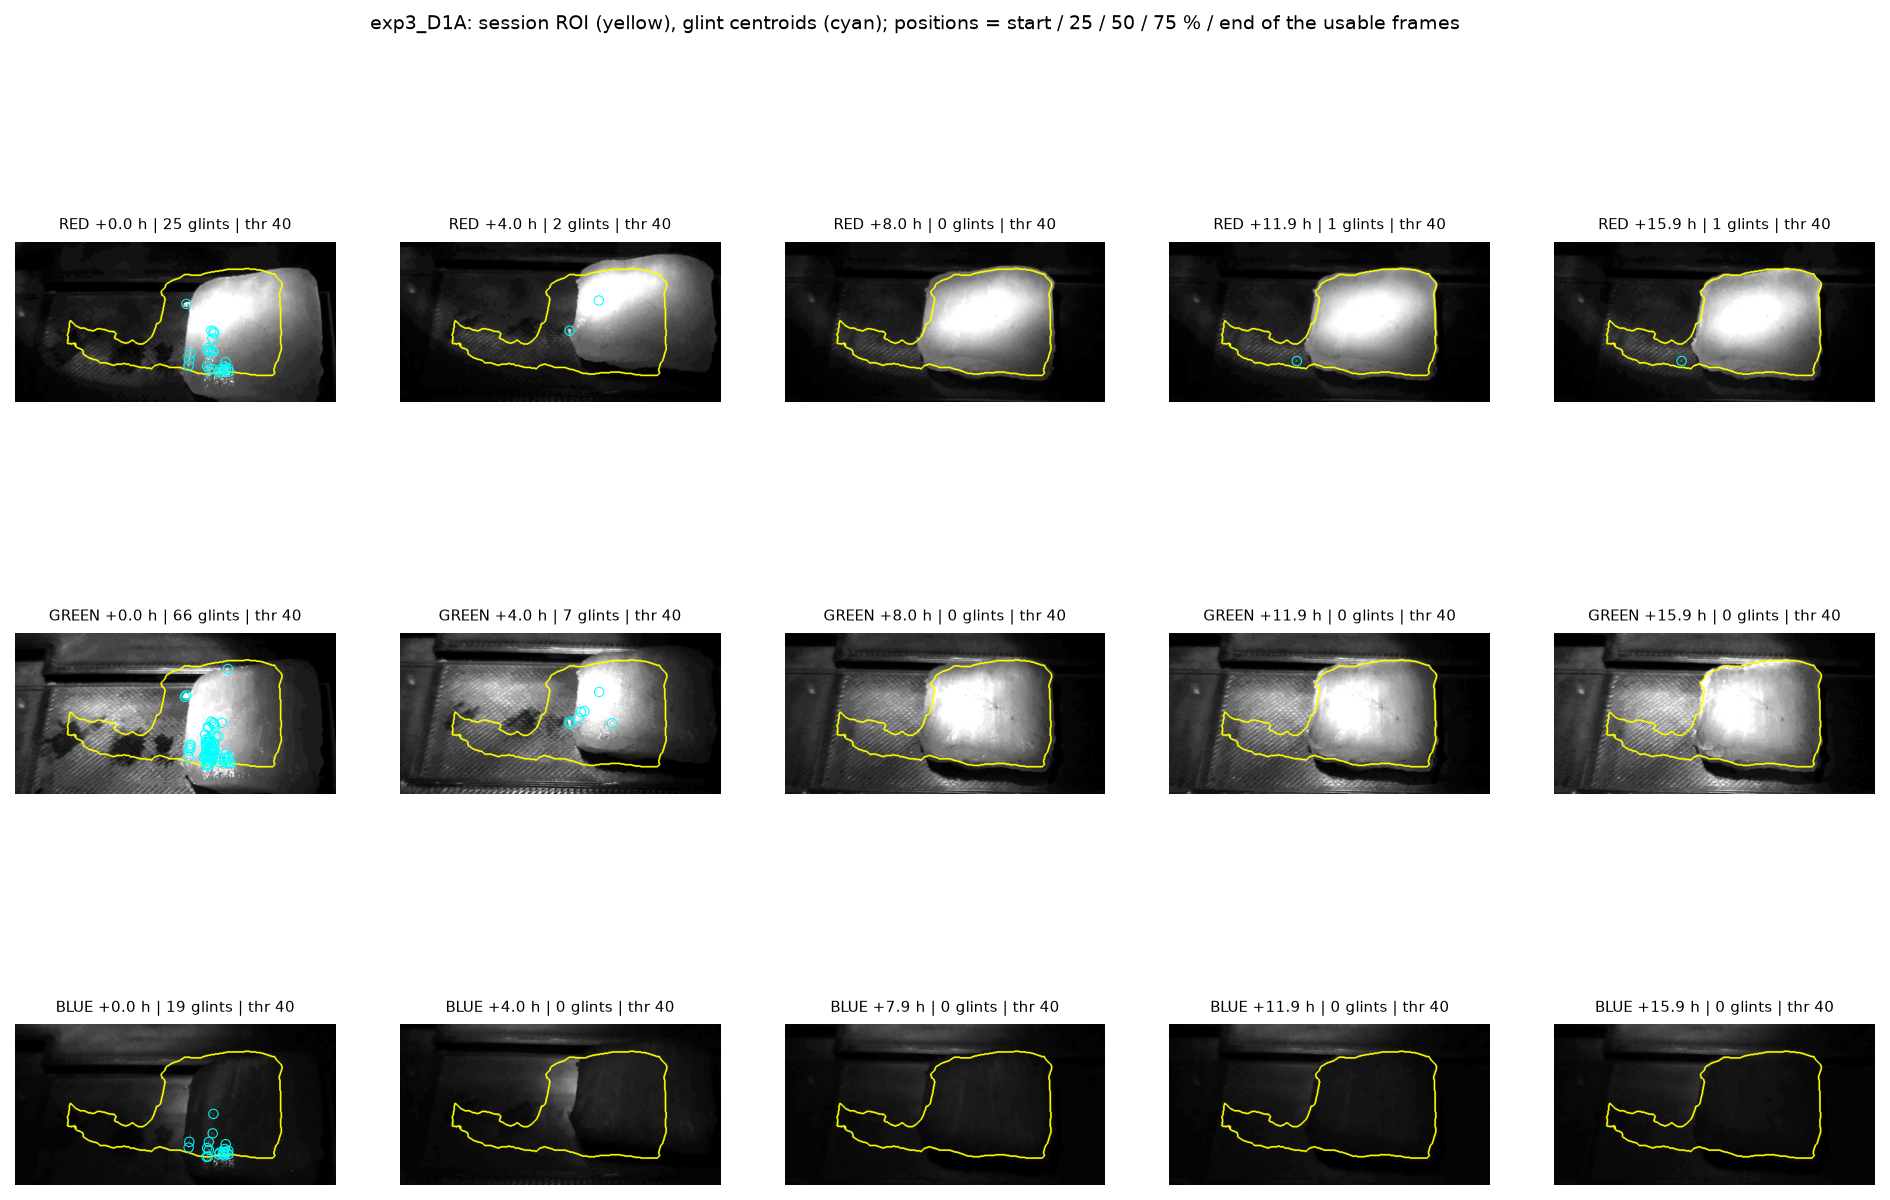 exp3_D1A: session ROI (yellow), glint centroids (cyan); positions = start / 25 / 50 / 75 % / end of the usable frames
RED +0.0 h | 25 glints | thr 40
RED +4.0 h | 2 glints | thr 40
RED +8.0 h | 0 glints | thr 40
RED +11.9 h | 1 glints | thr 40
RED +15.9 h | 1 glints | thr 40
GREEN +0.0 h | 66 glints | thr 40
GREEN +4.0 h | 7 glints | thr 40
GREEN +8.0 h | 0 glints | thr 40
GREEN +11.9 h | 0 glints | thr 40
GREEN +15.9 h | 0 glints | thr 40
BLUE +0.0 h | 19 glints | thr 40
BLUE +4.0 h | 0 glints | thr 40
BLUE +7.9 h | 0 glints | thr 40
BLUE +11.9 h | 0 glints | thr 40
BLUE +15.9 h | 0 glints | thr 40